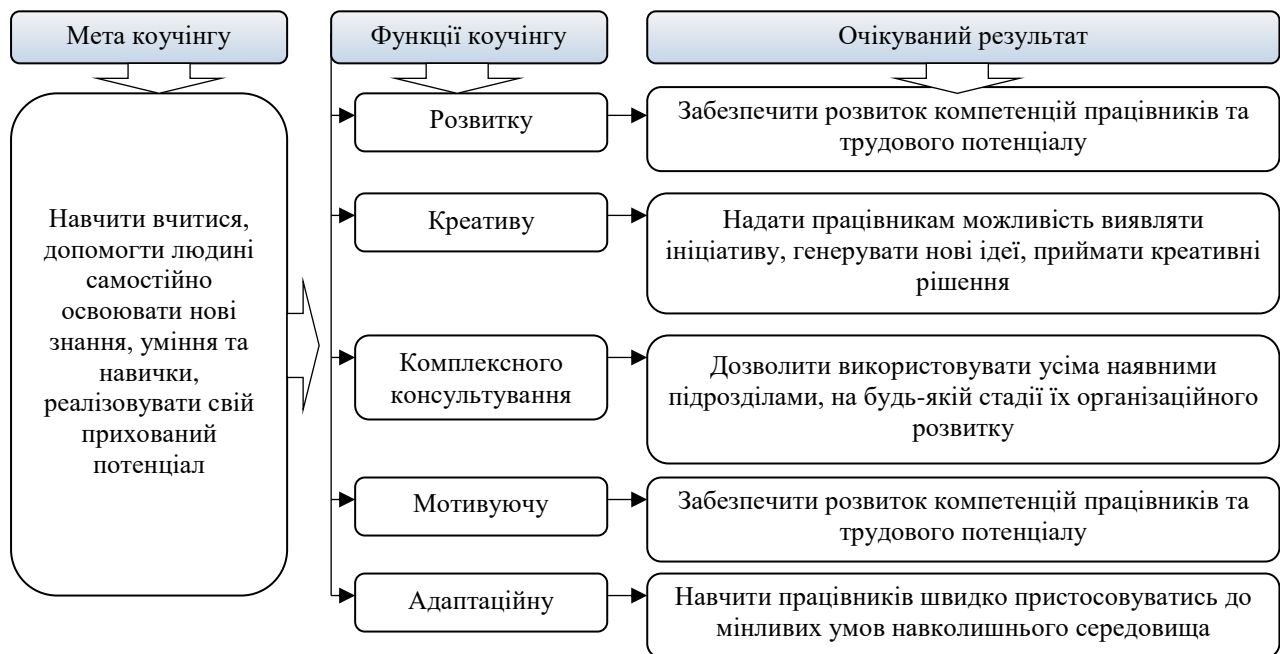 Мета коучінгу
Функції коучінгу
Очікуваний результат
Навчити вчитися,
допомогти людині
самостійно
освоювати нові
знання, уміння та
навички,
реалізовувати свій
прихований
потенціал
Розвитку
Забезпечити розвиток компетенцій працівників та
трудового потенціалу
Креативу
Надати працівникам можливість виявляти
ініціативу, генерувати нові ідеї, приймати креативні
рішення
Комплексного
консультування
Дозволити використовувати усіма наявними
підрозділами, на будь-якій стадії їх організаційного
розвитку
Мотивуючу
Забезпечити розвиток компетенцій працівників та
трудового потенціалу
Адаптаційну
Навчити працівників швидко пристосовуватись до
мінливих умов навколишнього середовища